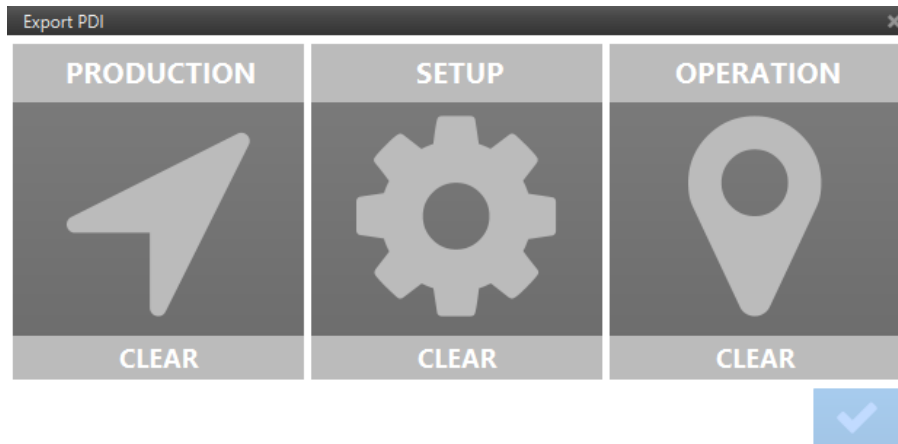 Export PDI
PRODUCTION
SETUP
OPERATION
CLEAR
CLEAR
CLEAR